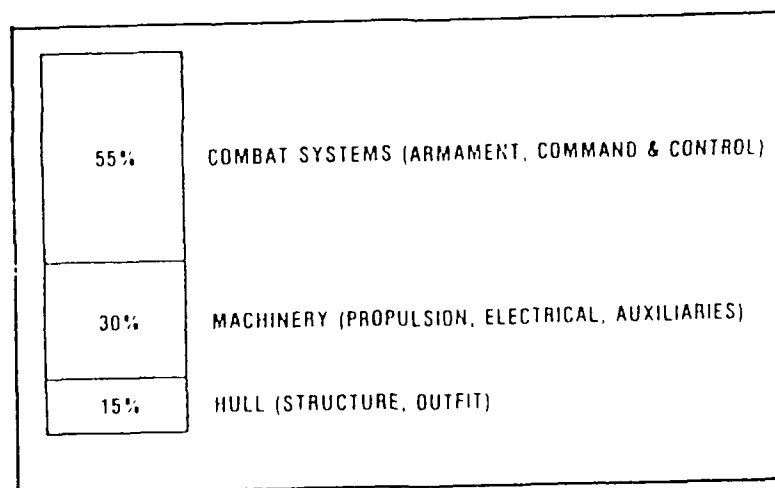 55% COMBAT SYSTEMS (ARMAMENT, COMMAND & CONTROL)
30% MACHINERY (PROPULSION, ELECTRICAL, AUXILIARIES)
15% HULL (STRUCTURE, OUTFIT)